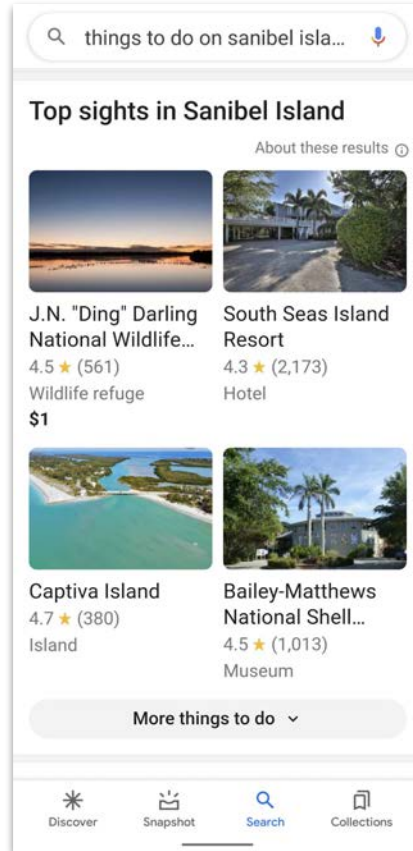 things to do on sanibel isla...
Top sights in Sanibel Island
About these results
J.N. "Ding" Darling
National Wildlife...
4.5 ★ (561)
Wildlife refuge
$1
South Seas Island
Resort
4.3 ★ (2,173)
Hotel
Captiva Island
4.7 ★ (380)
Island
Bailey-Matthews
National Shell...
4.5 ★ (1,013)
Museum
More things to do
Discover
Snapshot
Search
Collections